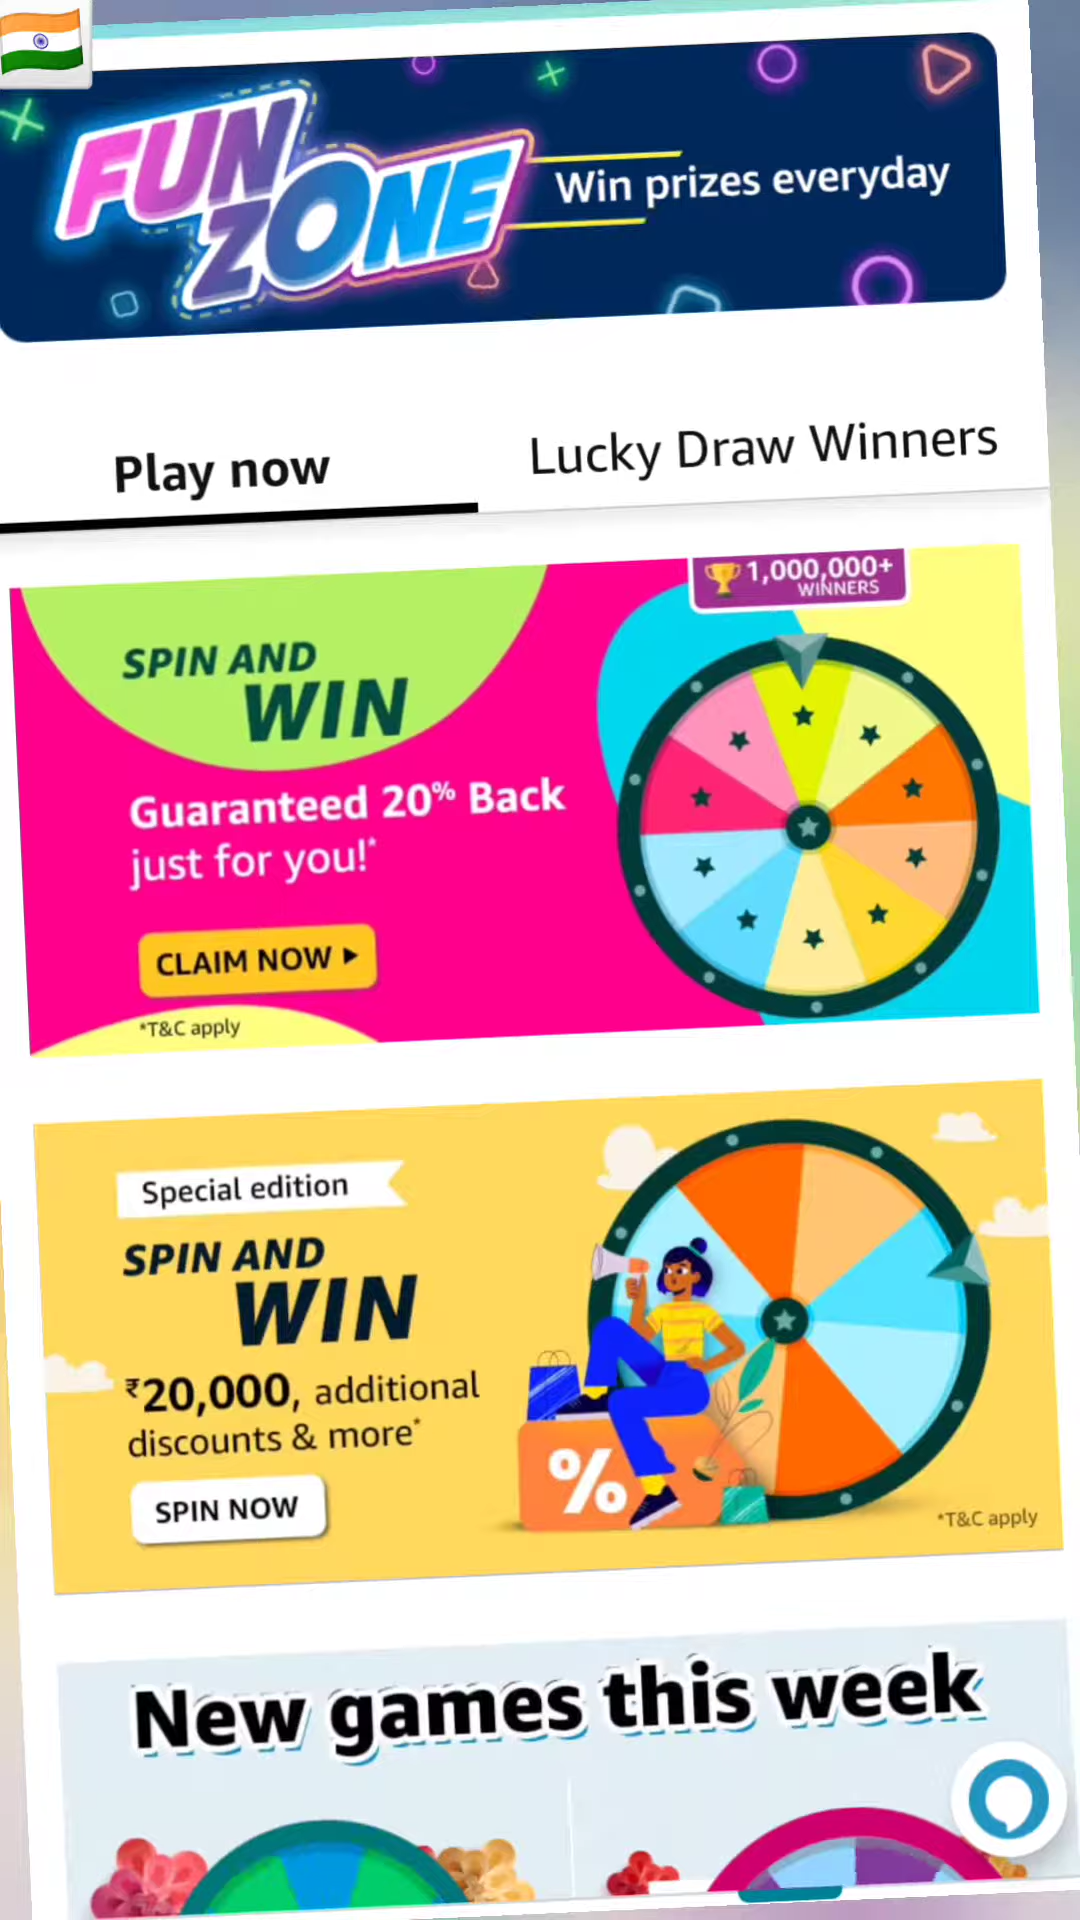 FUN
ZONE
Win prizes everyday
Play now
Lucky Draw Winners
1,000,000+
WINNERS
SPIN AND
WIN
Guaranteed 20% Back
just for you!*
CLAIM NOW
*T&C apply
Special edition
SPIN AND
WIN
₹20,000, additional
discounts & more*
SPIN NOW
%
*T&C apply
New games this week